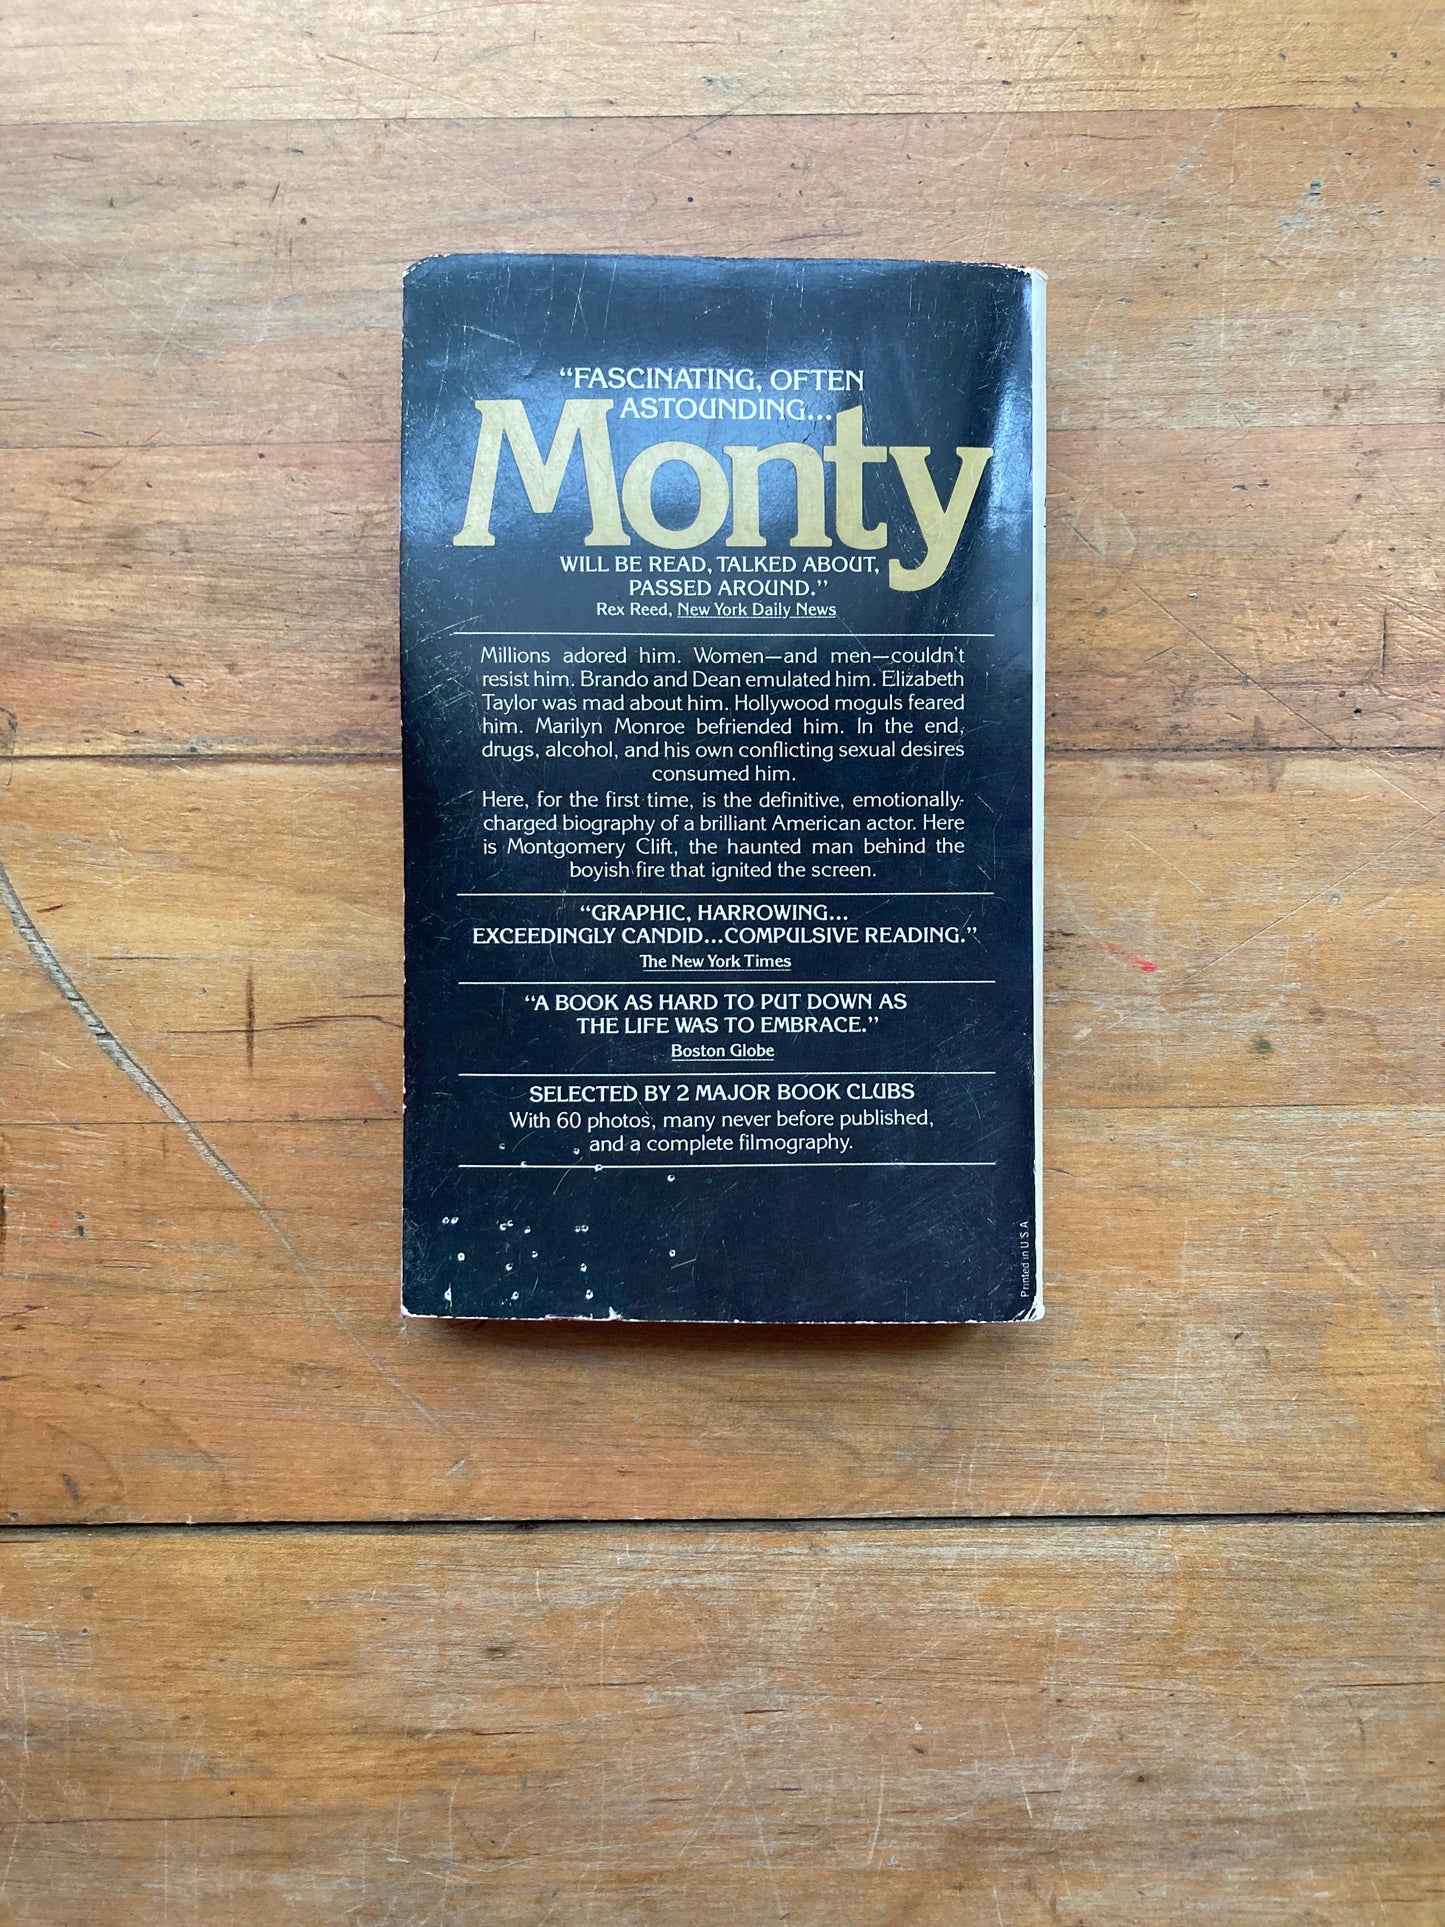 “FASCINATING, OFTEN
ASTOUNDING...
Monty
WILL BE READ, TALKED ABOUT,
PASSED AROUND.”
Rex Reed, New York Daily News
Millions adored him. Women—and men—couldn't
resist him. Brando and Dean emulated him. Elizabeth
Taylor was mad about him. Hollywood moguls feared
him. Marilyn Monroe befriended him. In the end,
drugs, alcohol, and his own conflicting sexual desires
consumed him.
Here, for the first time, is the definitive, emotionally-
charged biography of a brilliant American actor. Here
is Montgomery Clift, the haunted man behind the
boyish fire that ignited the screen.
“GRAPHIC, HARROWING...
EXCEEDINGLY CANDID...COMPULSIVE READING.”
The New York Times
“A BOOK AS HARD TO PUT DOWN AS
THE LIFE WAS TO EMBRACE.”
Boston Globe
SELECTED BY 2 MAJOR BOOK CLUBS
With 60 photos, many never before published,
and a complete filmography.
Printed in U.S.A.